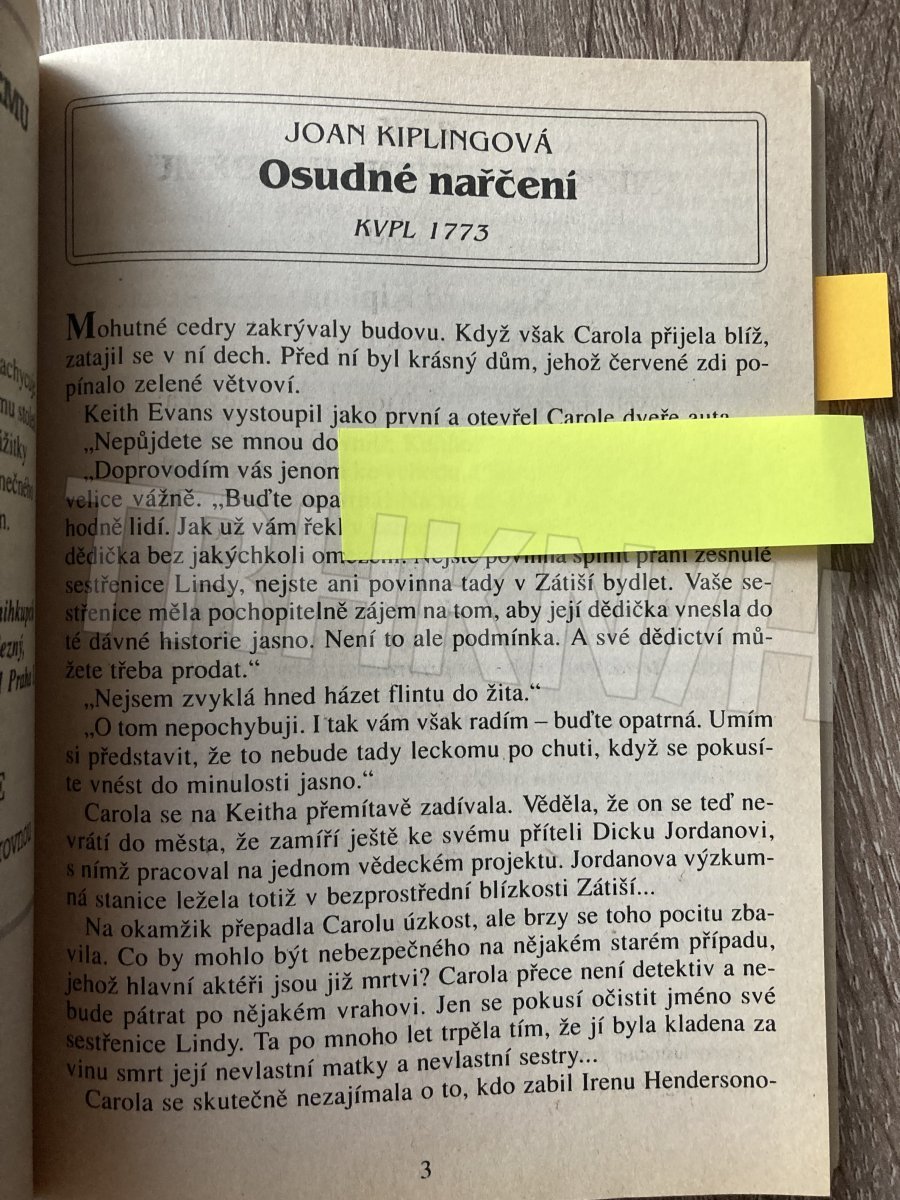 JOAN KIPLINGOVÁ
Osudné nařčení
KVPL 1773
Mohutné cedry zakrývaly budovu. Když však Carola přijela blíž,
zatajil se v ní dech. Před ní byl krásný dům, jehož červené zdi po-
pínalo zelené větvoví.
Keith Evans vystoupil jako první a otevřel Carole dveře auta.
„Nepůjdete se mnou do
„Doprovodím vás jenom
velice vážně. „Buďte opa
hodně lidí. Jak už vám řekl
dědička bez jakýchkoli omezení. Nejste povinna splnit přání zesnulé
sestřenice Lindy, nejste ani povinna tady v Zátiší bydlet. Vaše se-
střenice měla pochopitelně zájem na tom, aby její dědička vnesla do
té dávné historie jasno. Není to ale podmínka. A své dědictví mů-
žete třeba prodat.“
„Nejsem zvyklá hned házet flintu do žita.“
„O tom nepochybuji. I tak vám však radím – buďte opatrná. Umím
si představit, že to nebude tady leckomu po chuti, když se pokusí-
te vnést do minulosti jasno.“
Carola se na Keitha přemítavě zadívala. Věděla, že on se teď ne-
vrátí do města, že zamíří ještě ke svému příteli Dicku Jordanovi,
s nímž pracoval na jednom vědeckém projektu. Jordanova výzkum-
ná stanice ležela totiž v bezprostřední blízkosti Zátiší...
Na okamžik přepadla Carolu úzkost, ale brzy se toho pocitu zba-
vila. Co by mohlo být nebezpečného na nějakém starém případu,
jehož hlavní aktéři jsou již mrtvi? Carola přece není detektiv a ne-
bude pátrat po nějakém vrahovi. Jen se pokusí očistit jméno své
sestřenice Lindy. Ta po mnoho let trpěla tím, že jí byla kladena za
vinu smrt její nevlastní matky a nevlastní sestry...
Carola se skutečně nezajímala o to, kdo zabil Irenu Hendersono-
3